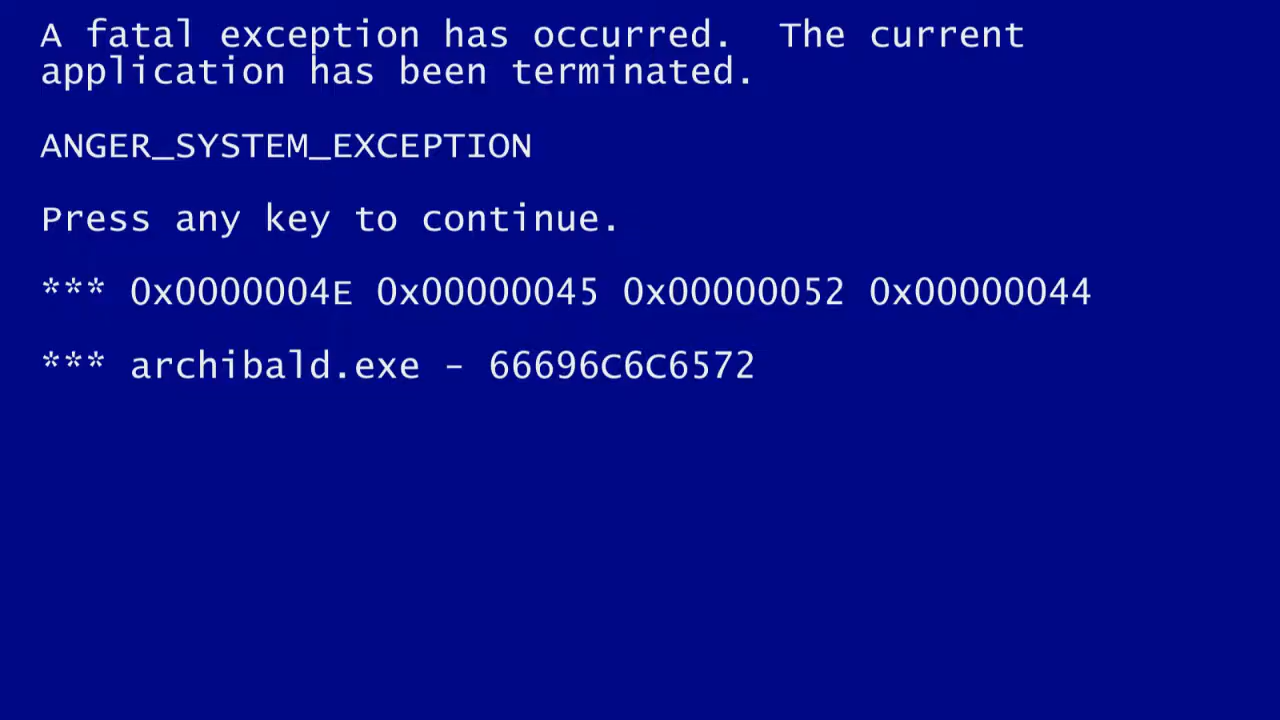 A fatal exception has occurred.  The current
application has been terminated.
ANGER_SYSTEM_EXCEPTION
Press any key to continue.
*** 0x0000004E 0x00000045 0x00000052 0x00000044
*** archibald.exe - 66696C6C6572